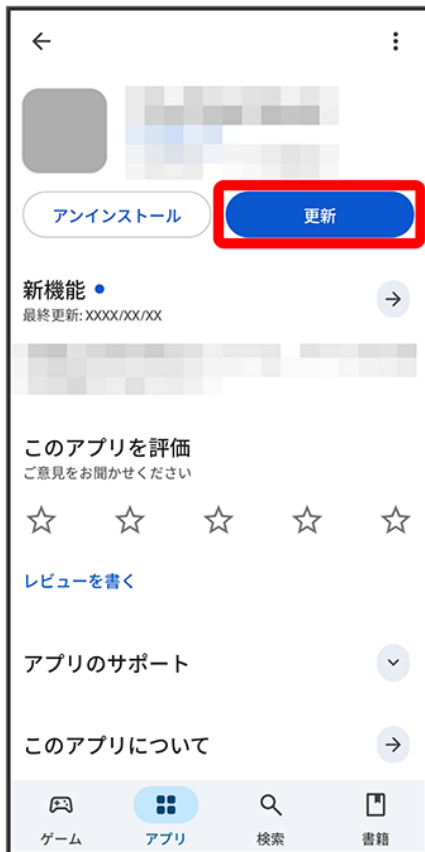 アンインストール
更新
新機能
最終更新: XXXX/XX/XX
このアプリを評価
ご意見をお聞かせください
レビューを書く
アプリのサポート
このアプリについて
ゲーム
アプリ
検索
書籍